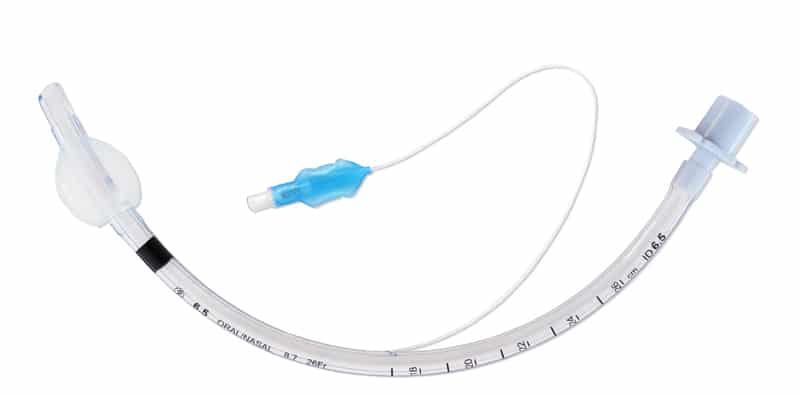 6.5 ORAL/NASAL 8.7 26Fr
18 20 22 24 26 cm ID 6.5